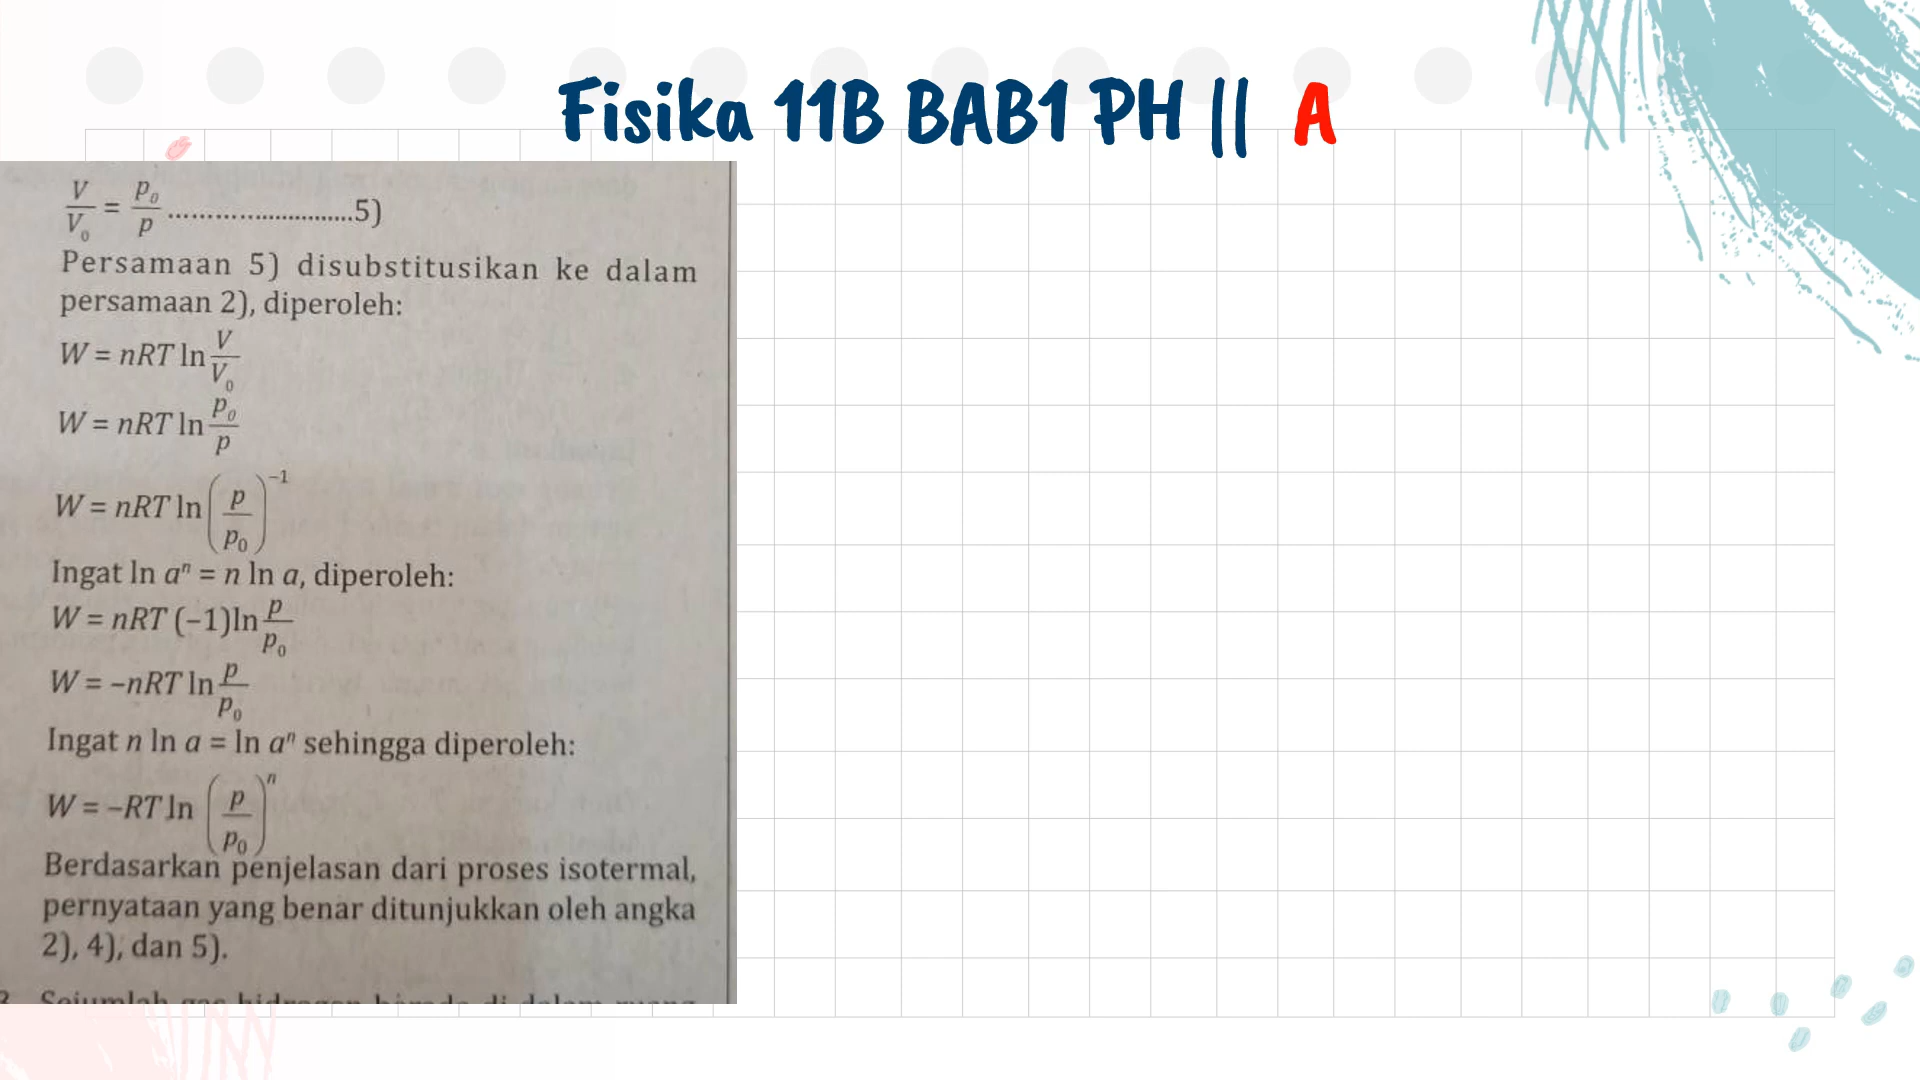 Fisika 11B BAB1 PH || A
V/V₀ = p₀/p ..............................5)
Persamaan 5) disubstitusikan ke dalam
persamaan 2), diperoleh:
W = nRT ln V/V₀
W = nRT ln p₀/p
W = nRT ln (p/p₀)⁻¹
Ingat ln aⁿ = n ln a, diperoleh:
W = nRT (−1)ln p/p₀
W = −nRT ln p/p₀
Ingat n ln a = ln aⁿ sehingga diperoleh:
W = −RT ln (p/p₀)ⁿ
Berdasarkan penjelasan dari proses isotermal,
pernyataan yang benar ditunjukkan oleh angka
2), 4), dan 5).